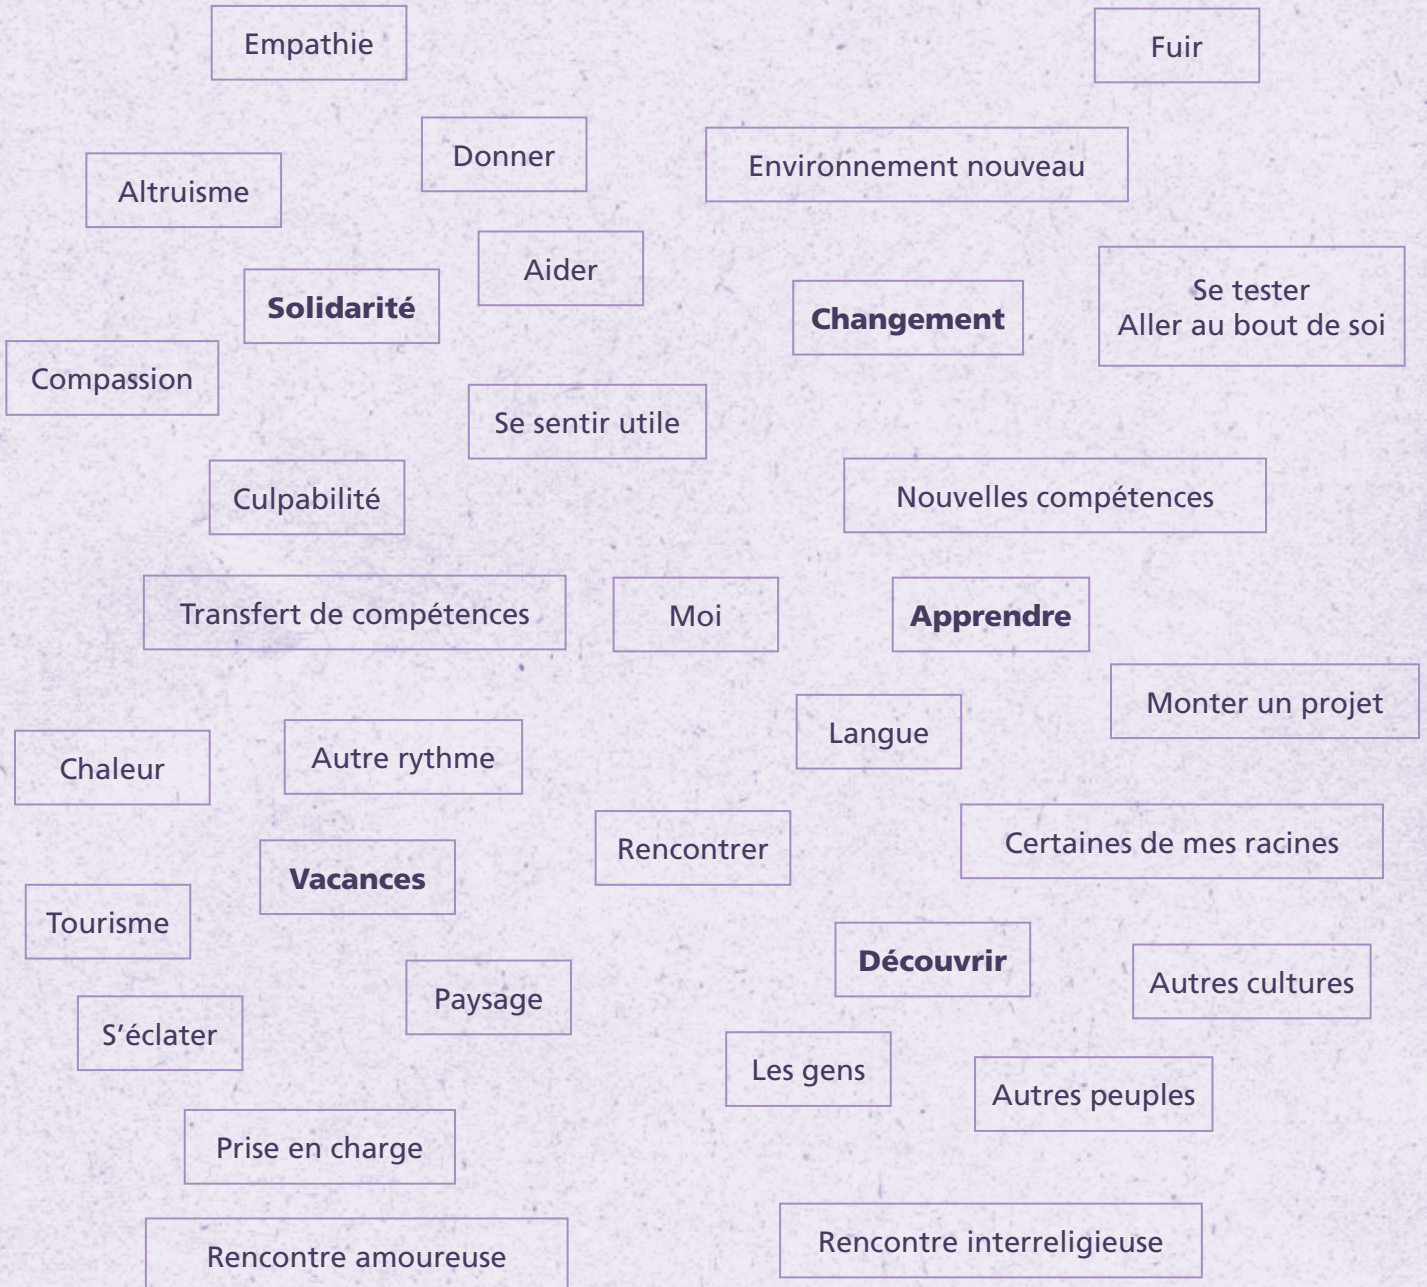 Empathie
Fuir
Donner
Environnement nouveau
Altruisme
Aider
Se tester
Aller au bout de soi
Solidarité
Changement
Compassion
Se sentir utile
Culpabilité
Nouvelles compétences
Transfert de compétences
Moi
Apprendre
Monter un projet
Langue
Autre rythme
Chaleur
Rencontrer
Certaines de mes racines
Vacances
Tourisme
Découvrir
Autres cultures
Paysage
S’éclater
Les gens
Autres peuples
Prise en charge
Rencontre interreligieuse
Rencontre amoureuse